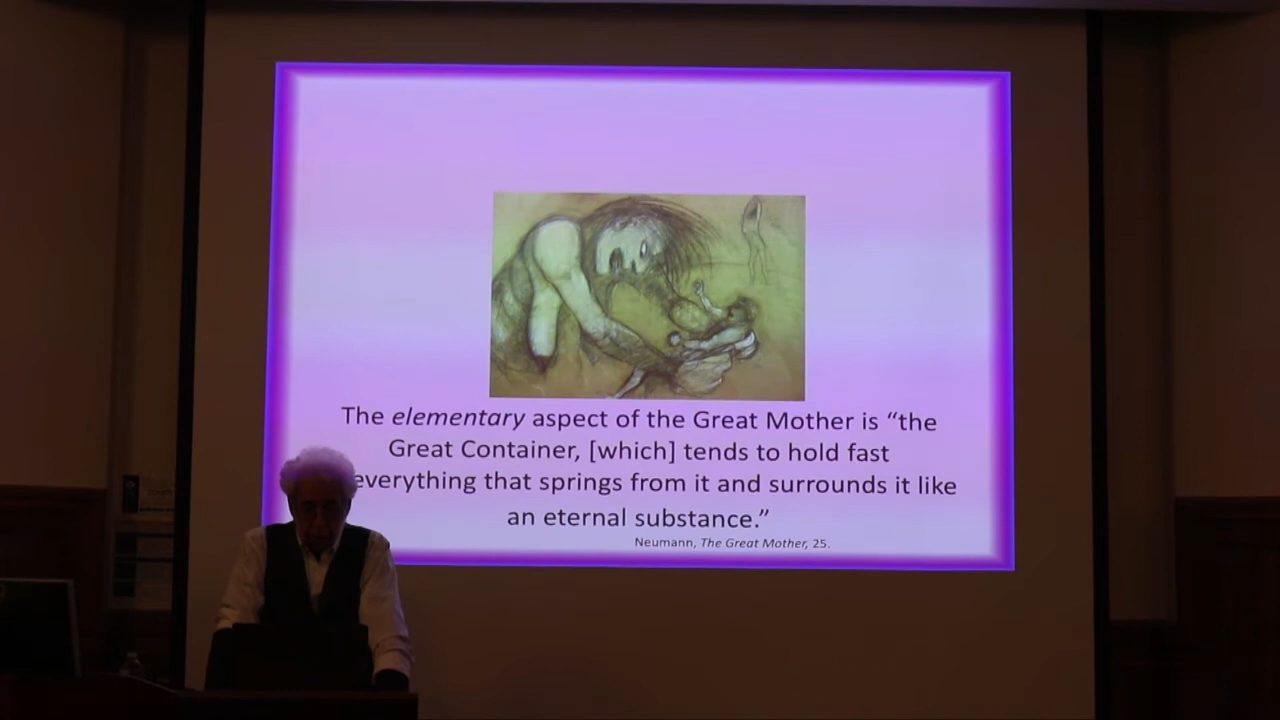 The elementary aspect of the Great Mother is “the
Great Container, [which] tends to hold fast
everything that springs from it and surrounds it like
an eternal substance.”
Neumann, The Great Mother, 25.